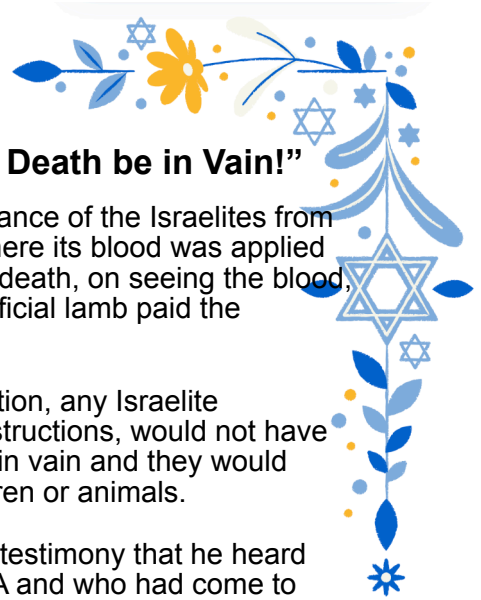 Death be in Vain!”
ance of the Israelites from
here its blood was applied
death, on seeing the blood,
ficial lamb paid the
tion, any Israelite
structions, would not have
in vain and they would
ren or animals.
testimony that he heard
A and who had come to